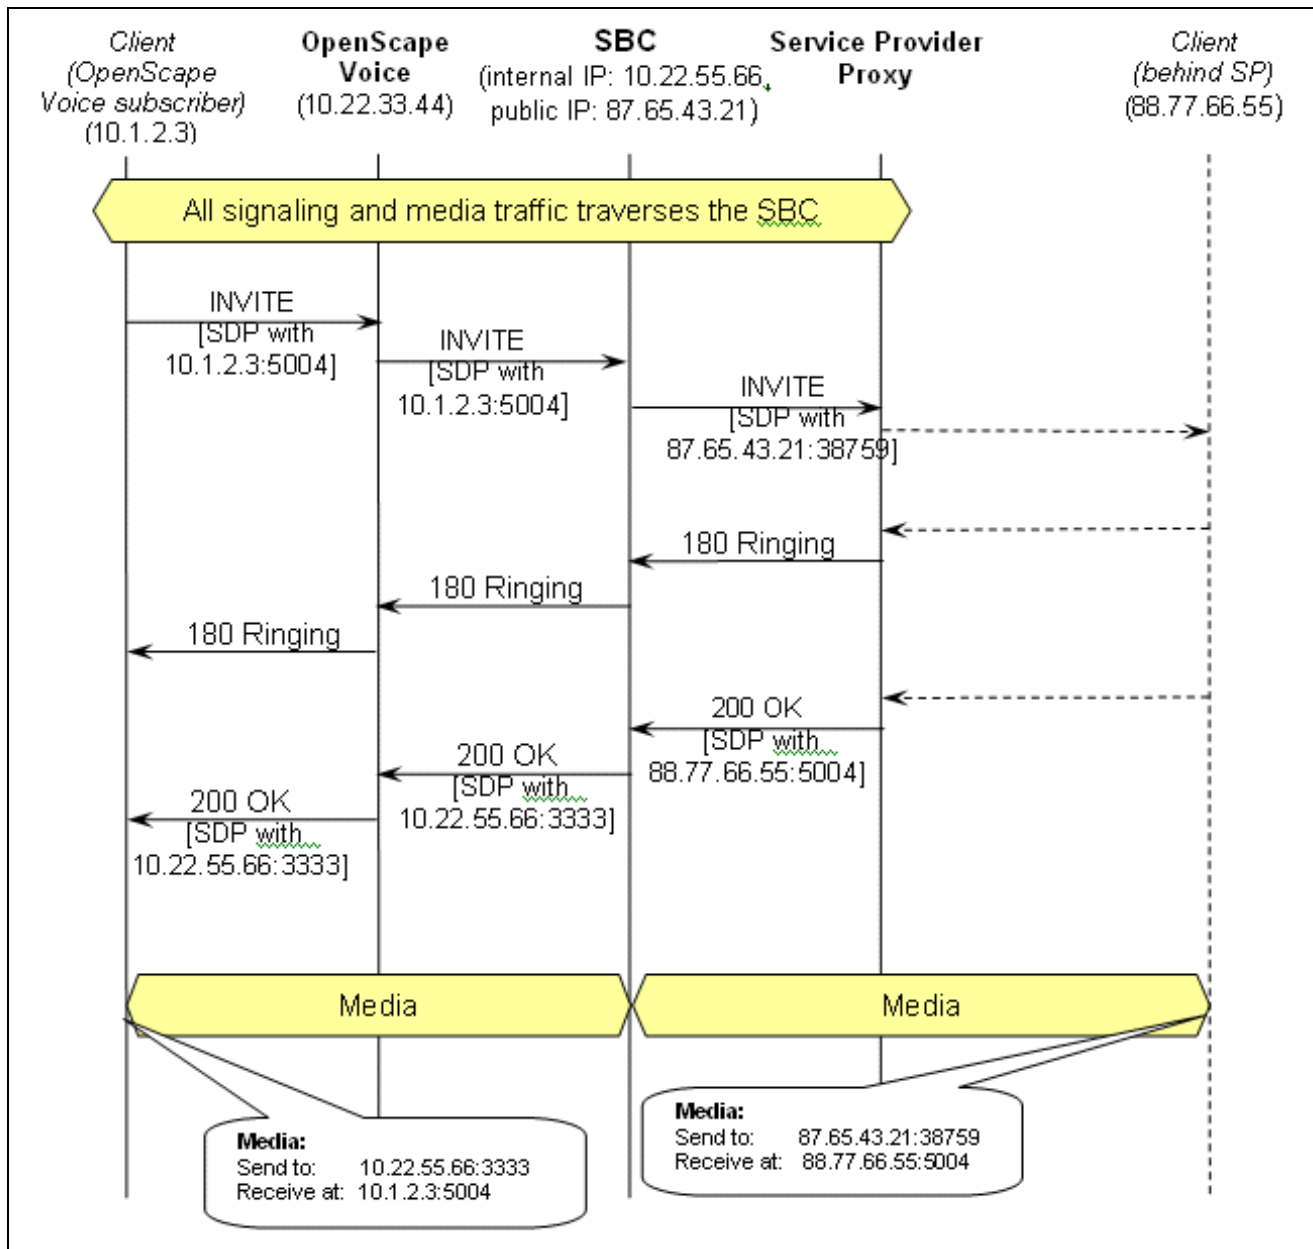 Client
(OpenScape
Voice subscriber)
(10.1.2.3)
OpenScape
Voice
(10.22.33.44)
SBC
(internal IP: 10.22.55.66,
public IP: 87.65.43.21)
Service Provider
Proxy
Client
(behind SP)
(88.77.66.55)
All signaling and media traffic traverses the SBC
INVITE
[SDP with
10.1.2.3:5004]
INVITE
[SDP with
10.1.2.3:5004]
INVITE
[SDP with
87.65.43.21:38759]
180 Ringing
180 Ringing
180 Ringing
200 OK
[SDP with
88.77.66.55:5004]
200 OK
[SDP with
10.22.55.66:3333]
200 OK
[SDP with
10.22.55.66:3333]
Media
Media
Media:
Send to: 10.22.55.66:3333
Receive at: 10.1.2.3:5004
Media:
Send to: 87.65.43.21:38759
Receive at: 88.77.66.55:5004